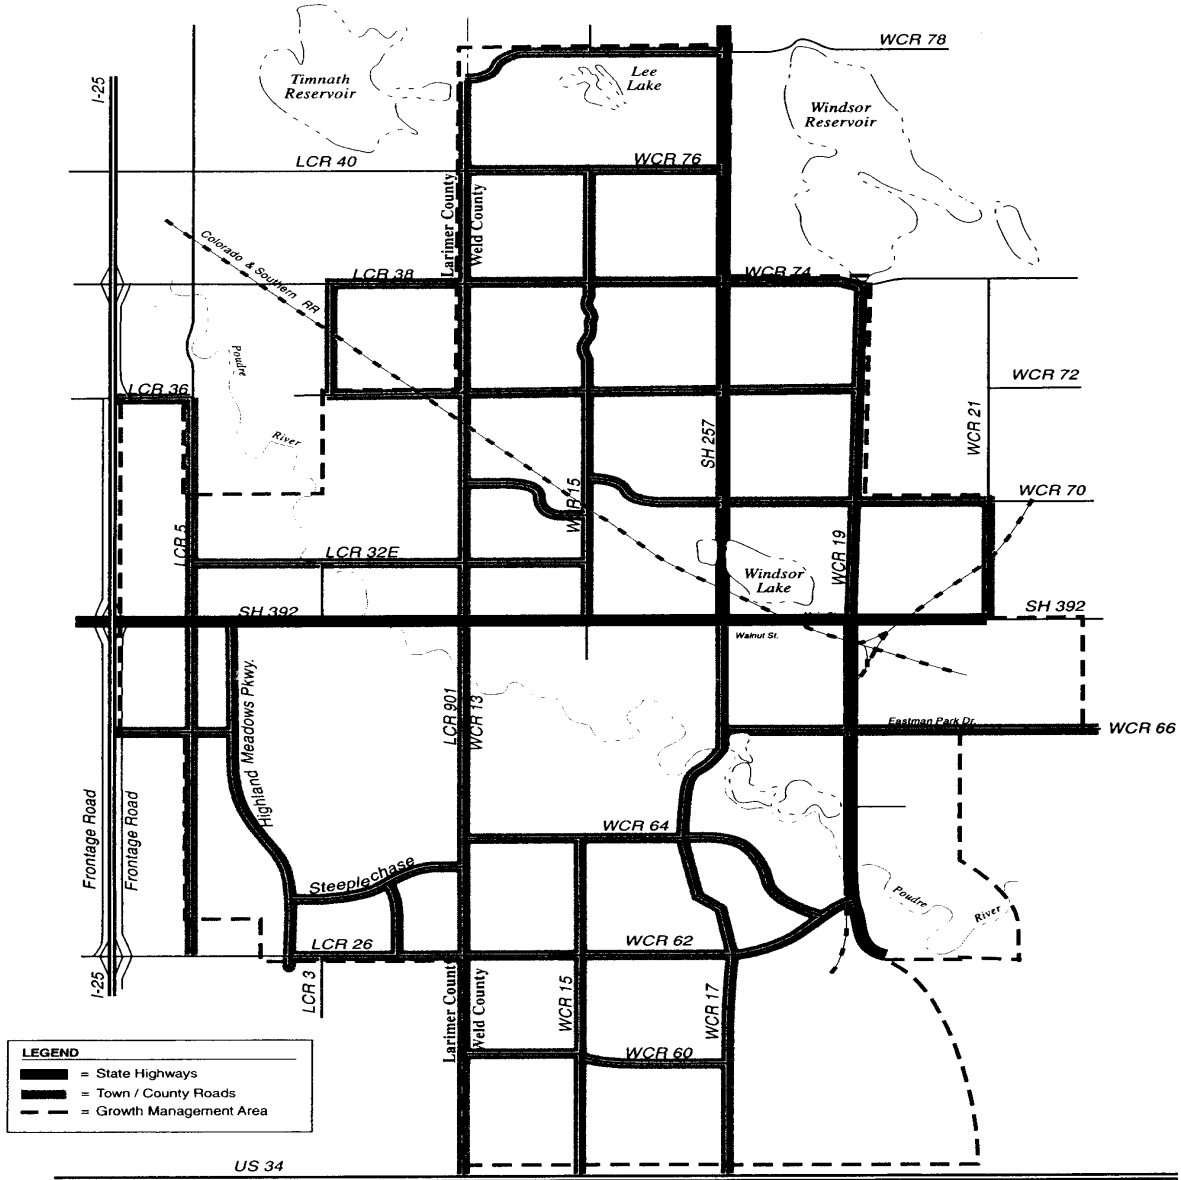 WCR 78
Lee
Lake
Timnath
Reservoir
I-25
Windsor
Reservoir
LCR 40
WCR 76
Larimer County
Weld County
Colorado & Southern RR
LCR 38
WCR 74
Poudre
River
LCR 36
WCR 72
SH 257
WCR 21
WCR 15
WCR 70
LCR 5
LCR 32E
WCR 19
Windsor
Lake
SH 392
SH 392
Walnut St.
Highland Meadows Pkwy.
LCR 901
WCR 13
Eastman Park Dr.
WCR 66
Frontage Road
Frontage Road
WCR 64
Steeplechase
Poudre
River
LCR 26
WCR 62
I-25
LCR 3
Larimer County
Weld County
WCR 15
WCR 17
WCR 60
LEGEND
= State Highways
= Town / County Roads
= Growth Management Area
US 34